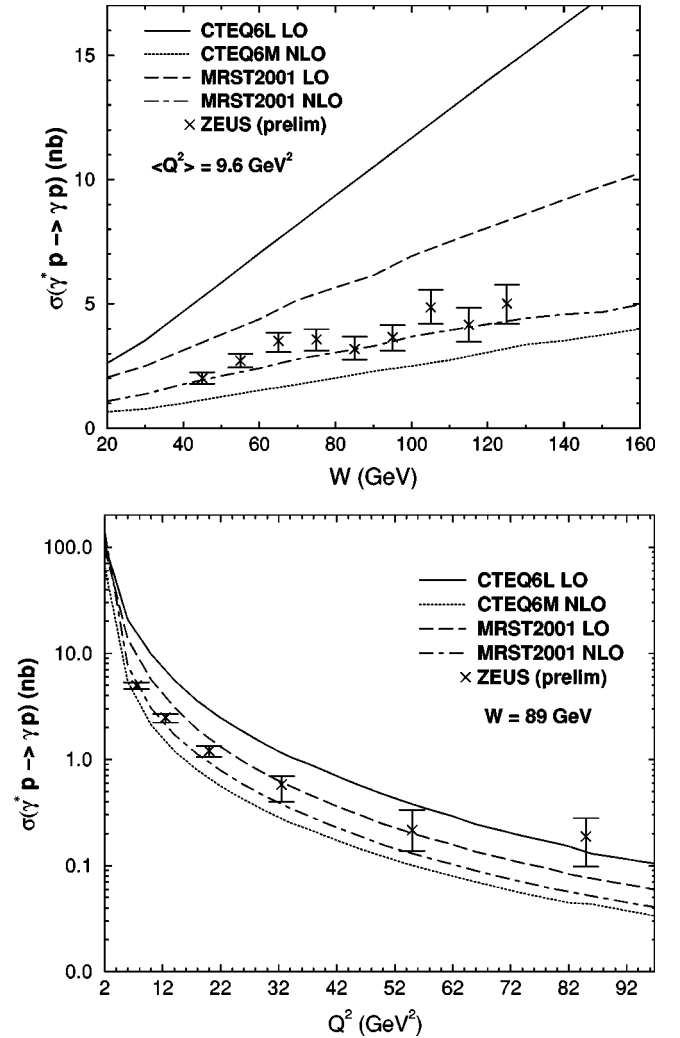 CTEQ6L LO
CTEQ6M NLO
MRST2001 LO
MRST2001 NLO
ZEUS (prelim)
<Q²> = 9.6 GeV²
σ(γ* p −> γ p) (nb)
15
10
5
0
20 40 60 80 100 120 140 160
W (GeV)
CTEQ6L LO
CTEQ6M NLO
MRST2001 LO
MRST2001 NLO
ZEUS (prelim)
W = 89 GeV
σ(γ* p −> γ p) (nb)
100.0
10.0
1.0
0.1
0.0
2 12 22 32 42 52 62 72 82 92
Q² (GeV²)